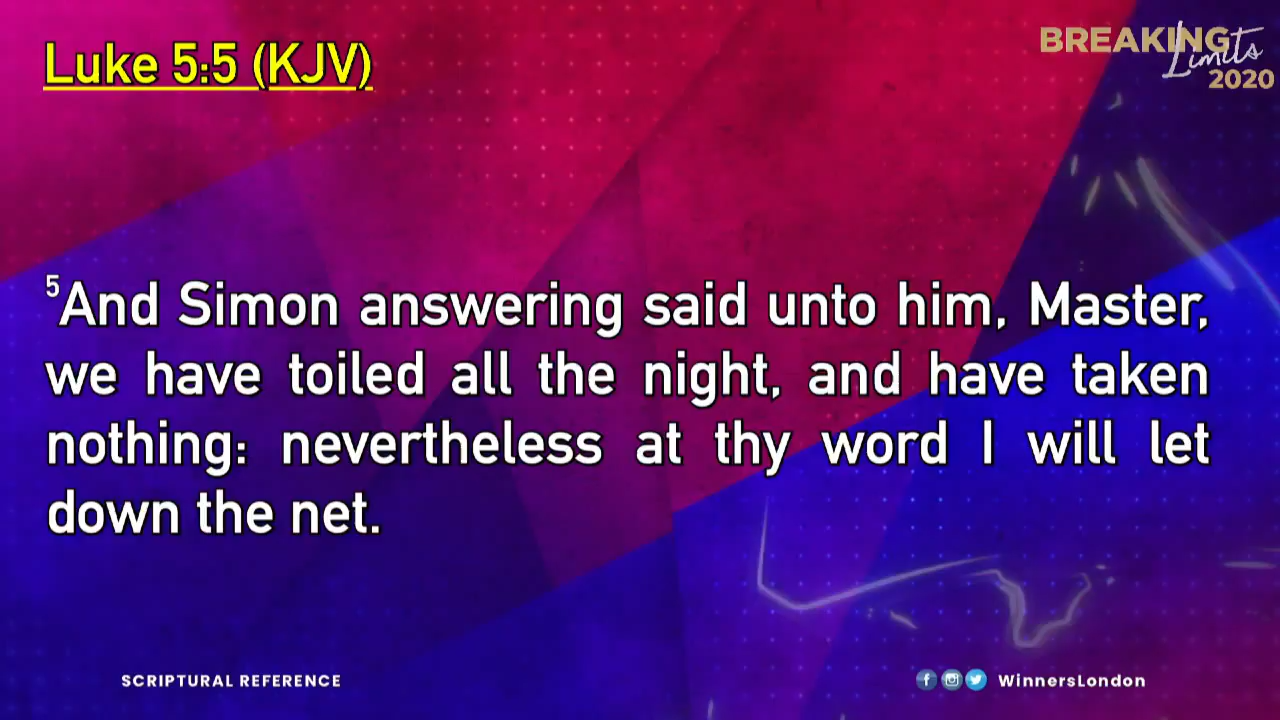 Luke 5:5 (KJV)
BREAKING
Limits
2020
5And Simon answering said unto him, Master,
we have toiled all the night, and have taken
nothing: nevertheless at thy word I will let
down the net.
SCRIPTURAL REFERENCE
WinnersLondon